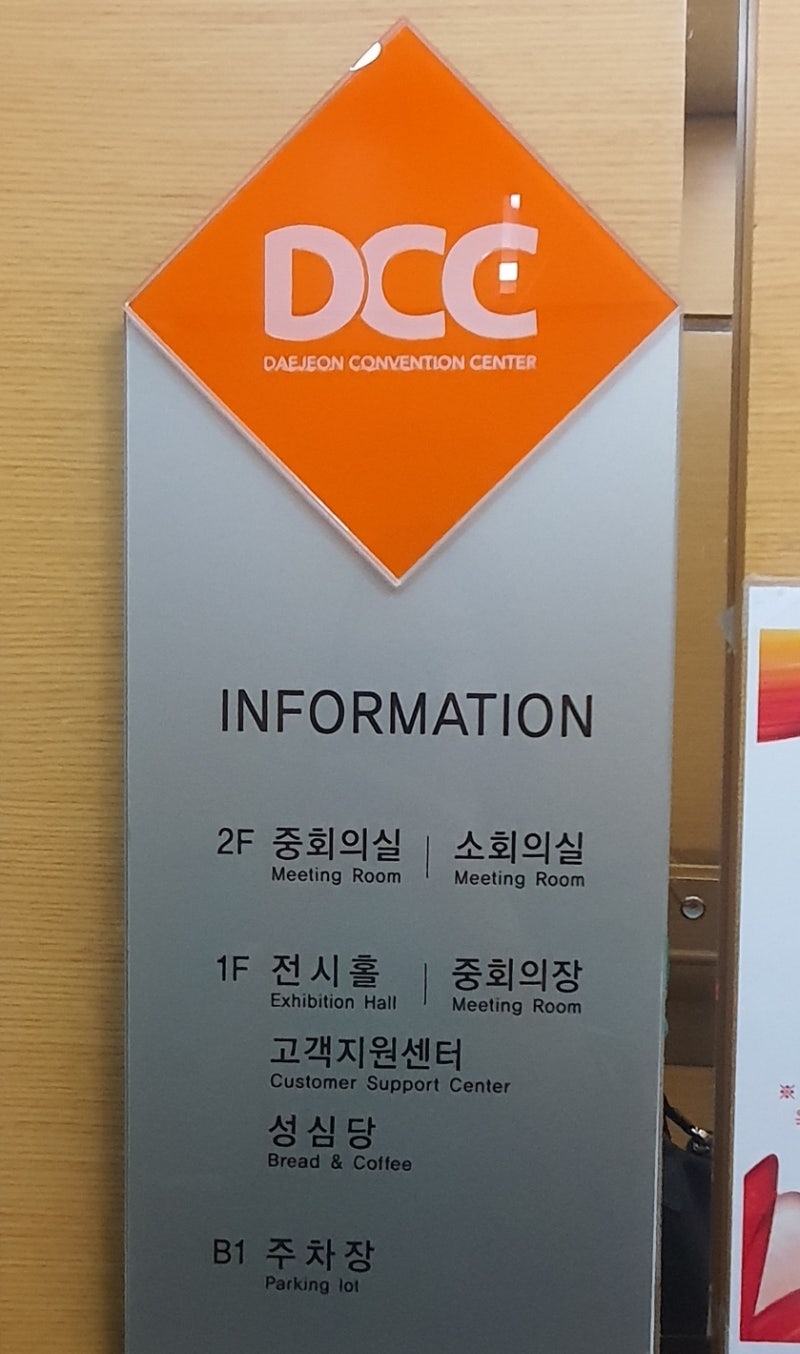 DCC
DAEJEON CONVENTION CENTER
INFORMATION
2F 중회의실 | 소회의실
Meeting Room Meeting Room
1F 전시홀 | 중회의장
Exhibition Hall Meeting Room
고객지원센터
Customer Support Center
성심당
Bread & Coffee
B1 주차장
Parking lot
※